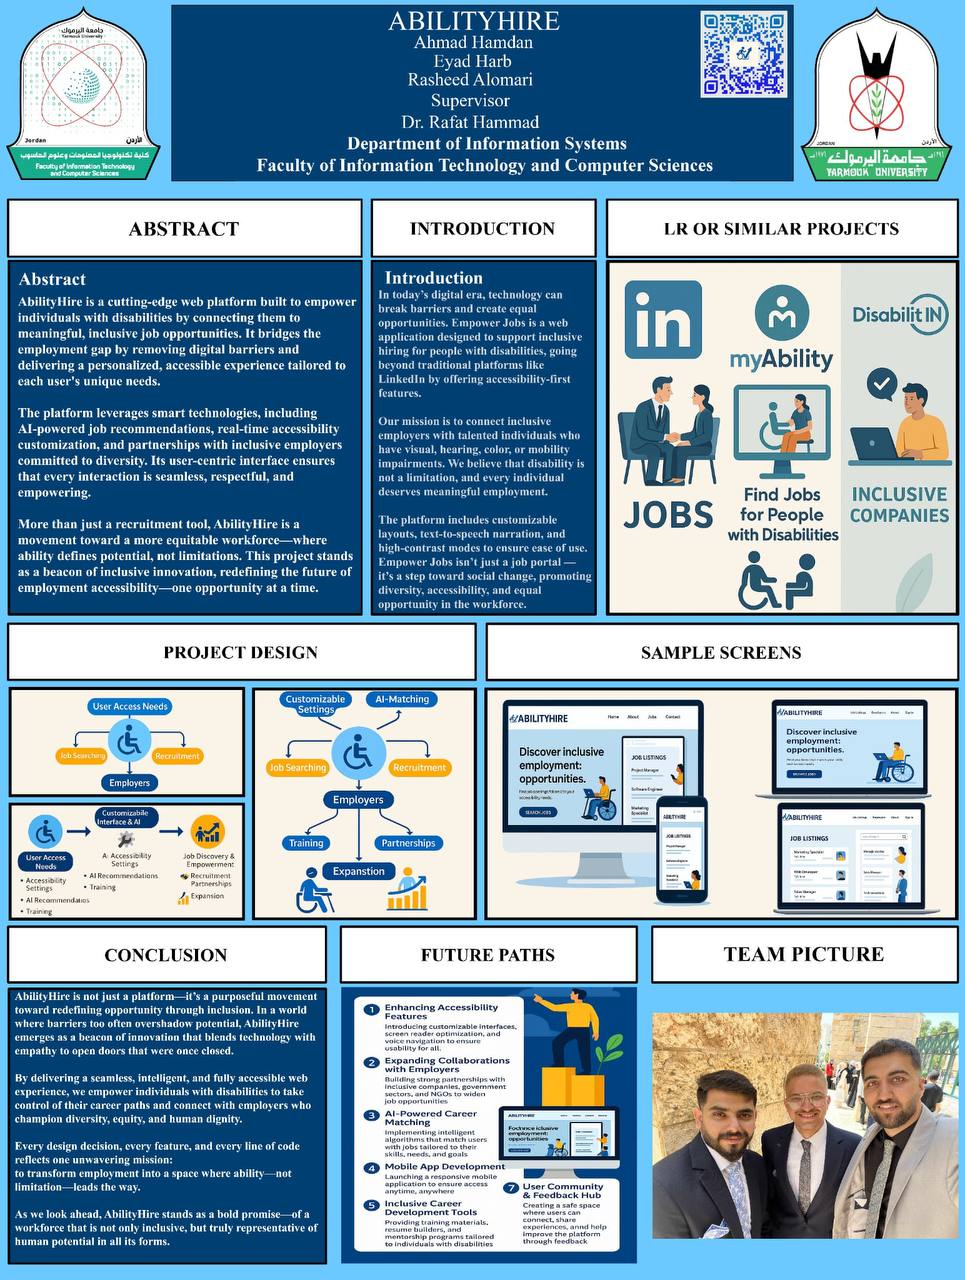 جامعة اليرموك
Yarmouk University
Jordan
الأردن
كلية تكنولوجيا المعلومات وعلوم الحاسوب
Faculty of Information Technology
and Computer Sciences
ABILITYHIRE
Ahmad Hamdan
Eyad Harb
Rasheed Alomari
Supervisor
Dr. Rafat Hammad
Department of Information Systems
Faculty of Information Technology and Computer Sciences
JORDAN
الأردن
جامعة اليرموك
YARMOUK UNIVERSITY
ABSTRACT
Abstract
AbilityHire is a cutting-edge web platform built to empower
individuals with disabilities by connecting them to
meaningful, inclusive job opportunities. It bridges the
employment gap by removing digital barriers and
delivering a personalized, accessible experience tailored to
each user's unique needs.
The platform leverages smart technologies, including
AI-powered job recommendations, real-time accessibility
customization, and partnerships with inclusive employers
committed to diversity. Its user-centric interface ensures
that every interaction is seamless, respectful, and
empowering.
More than just a recruitment tool, AbilityHire is a
movement toward a more equitable workforce—where
ability defines potential, not limitations. This project stands
as a beacon of inclusive innovation, redefining the future of
employment accessibility—one opportunity at a time.
INTRODUCTION
Introduction
In today's digital era, technology can
break barriers and create equal
opportunities. Empower Jobs is a web
application designed to support inclusive
hiring for people with disabilities, going
beyond traditional platforms like
LinkedIn by offering accessibility-first
features.
Our mission is to connect inclusive
employers with talented individuals who
have visual, hearing, color, or mobility
impairments. We believe that disability is
not a limitation, and every individual
deserves meaningful employment.
The platform includes customizable
layouts, text-to-speech narration, and
high-contrast modes to ensure ease of use.
Empower Jobs isn't just a job portal —
it's a step toward social change, promoting
diversity, accessibility, and equal
opportunity in the workforce.
LR OR SIMILAR PROJECTS
in
myAbility
DisabilitIN
JOBS
Find Jobs
for People
with Disabilities
INCLUSIVE
COMPANIES
PROJECT DESIGN
User Access Needs
Job Searching
Recruitment
Employers
User Access
Needs
• Accessibility
Settings
• AI Recommendatios
• Training
Customizabile
Interface & AI
A: Accessibility
Settings
• AI Recommendations
• Training
Job Discovery &
Empowerment
Recruitment
Partnerships
Expansion
Customizable
Settings
AI-Matching
Job Searching
Recruitment
Employers
Training
Partnerships
Expanstion
SAMPLE SCREENS
ABILITYHIRE
Home
About
Jobs
Contact
Discover inclusive
employment:
opportunities.
SEARCH JOBS
JOB LISTINGS
Project Manager
Software Engineer
Marketing
Specialist
ABILITYHIRE
JOB LISTINGS
ABILITYHIRE
Discover inclusive
employment:
opportunities.
ABILITYHIRE
JOB LISTINGS
CONCLUSION
AbilityHire is not just a platform—it's a purposeful movement
toward redefining opportunity through inclusion. In a world
where barriers too often overshadow potential, AbilityHire
emerges as a beacon of innovation that blends technology with
empathy to open doors that were once closed.
By delivering a seamless, intelligent, and fully accessible web
experience, we empower individuals with disabilities to take
control of their career paths and connect with employers who
champion diversity, equity, and human dignity.
Every design decision, every feature, and every line of code
reflects one unwavering mission:
to transform employment into a space where ability—not
limitation—leads the way.
As we look ahead, AbilityHire stands as a bold promise—of a
workforce that is not only inclusive, but truly representative of
human potential in all its forms.
FUTURE PATHS
1 Enhancing Accessibility
Features
Introducing customizable interfaces,
screen reader optimization, and
voice navigation to ensure
usability for all.
2 Expanding Collaborations
with Employers
Building strong partnerships with
inclusive companies, government
sectors, and NGOs to widen
job opportunities
3 AI-Powered Career
Matching
Implementing intelligent
algorithms that match users
with jobs tailored to their
skills, needs, and goals
4 Mobile App Development
Launching a responsive mobile
application to ensure access
anytime, anywhere
5 Inclusive Career
Development Tools
Providing training materials,
resume builders, and
mentorship programs tailored
to individuals with disabilities
ABILITYHIRE
employment:
opportunities
7 User Community
& Feedback Hub
Creating a safe space
where users can
connect, share
experiences, annd help
improve the platform
through feedback
TEAM PICTURE